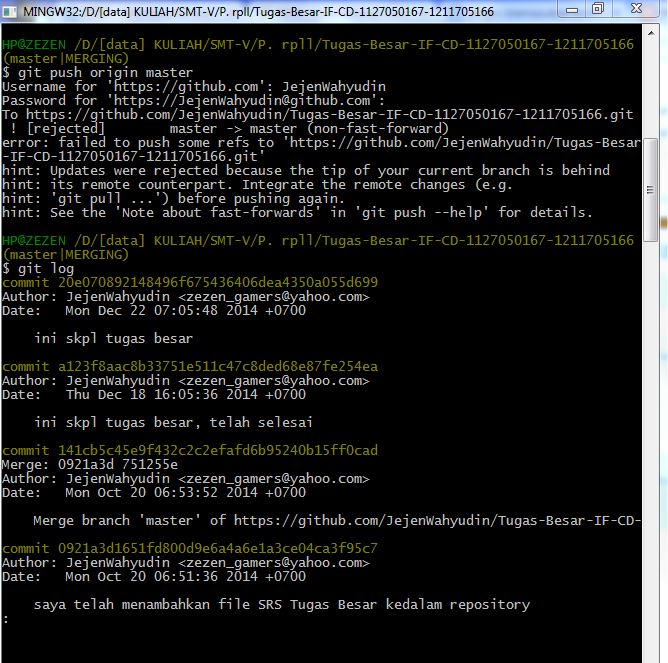 MINGW32:/D/[data] KULIAH/SMT-V/P. rpll/Tugas-Besar-IF-CD-1127050167-1211705166
HP@ZEZEN /D/[data] KULIAH/SMT-V/P. rpll/Tugas-Besar-IF-CD-1127050167-1211705166
(master|MERGING)
$ git push origin master
Username for 'https://github.com': JejenWahyudin
Password for 'https://JejenWahyudin@github.com':
To https://github.com/JejenWahyudin/Tugas-Besar-IF-CD-1127050167-1211705166.git
 ! [rejected]        master -> master (non-fast-forward)
error: failed to push some refs to 'https://github.com/JejenWahyudin/Tugas-Besar
-IF-CD-1127050167-1211705166.git'
hint: Updates were rejected because the tip of your current branch is behind
hint: its remote counterpart. Integrate the remote changes (e.g.
hint: 'git pull ...') before pushing again.
hint: See the 'Note about fast-forwards' in 'git push --help' for details.
HP@ZEZEN /D/[data] KULIAH/SMT-V/P. rpll/Tugas-Besar-IF-CD-1127050167-1211705166
(master|MERGING)
$ git log
commit 20e070892148496f675436406dea4350a055d699
Author: JejenWahyudin <zezen_gamers@yahoo.com>
Date:   Mon Dec 22 07:05:48 2014 +0700
    ini skpl tugas besar
commit a123f8aac8b33751e511c47c8ded68e87fe254ea
Author: JejenWahyudin <zezen_gamers@yahoo.com>
Date:   Thu Dec 18 16:05:36 2014 +0700
    ini skpl tugas besar, telah selesai
commit 141cb5c45e9f432c2c2efafd6b95240b15ff0cad
Merge: 0921a3d 751255e
Author: JejenWahyudin <zezen_gamers@yahoo.com>
Date:   Mon Oct 20 06:53:52 2014 +0700
    Merge branch 'master' of https://github.com/JejenWahyudin/Tugas-Besar-IF-CD-
commit 0921a3d1651fd800d9e6a4a6e1a3ce04ca3f95c7
Author: JejenWahyudin <zezen_gamers@yahoo.com>
Date:   Mon Oct 20 06:51:36 2014 +0700
    saya telah menambahkan file SRS Tugas Besar kedalam repository
: